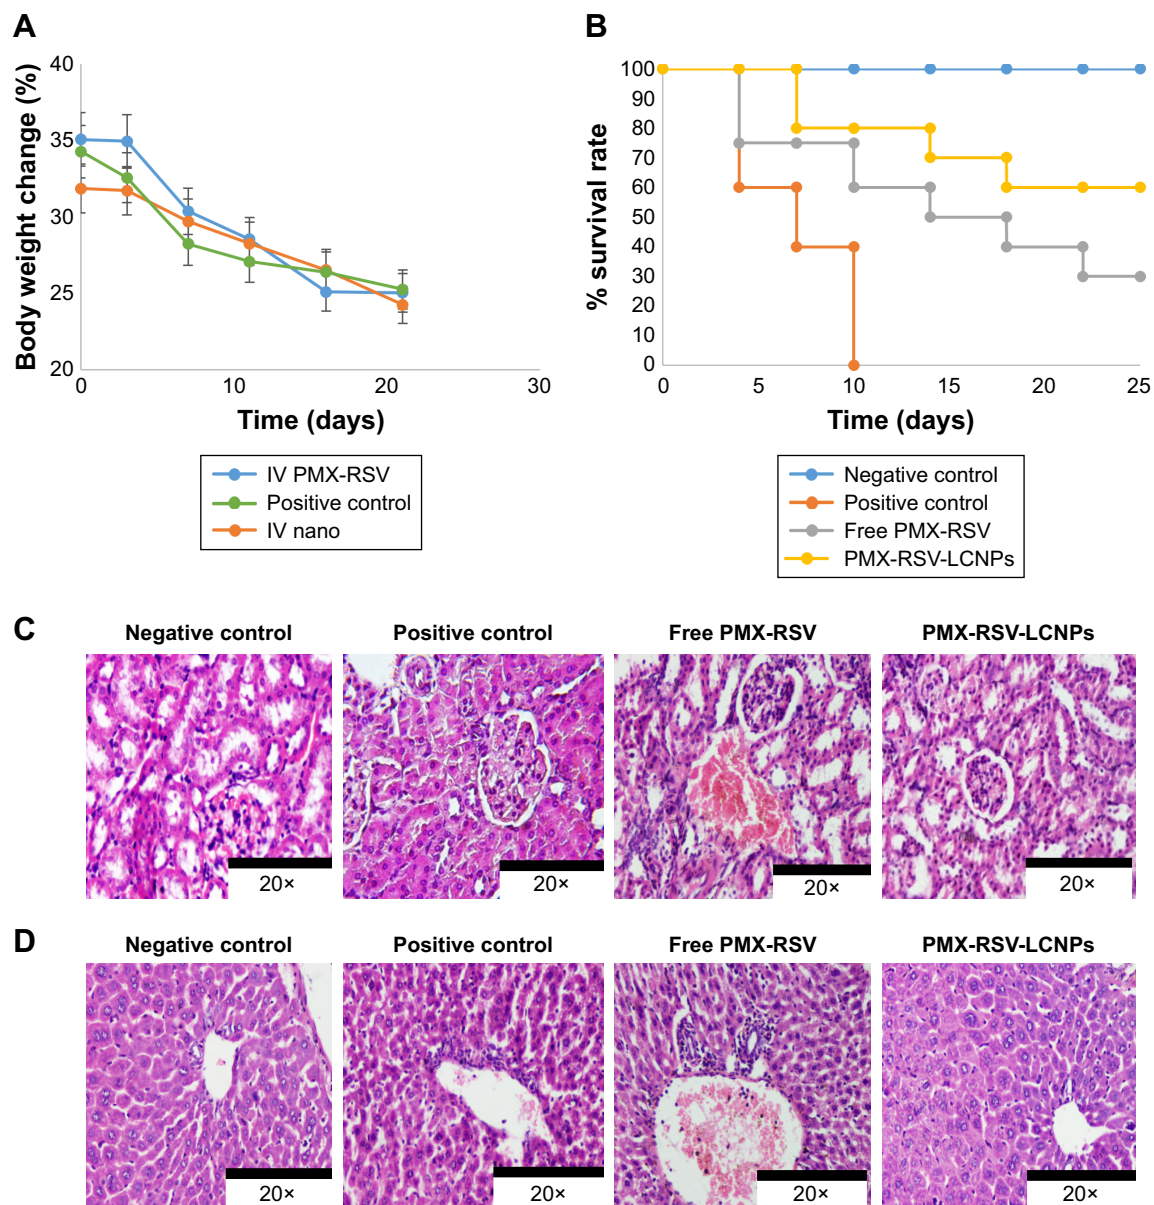 A
Body weight change (%)
40
35
30
25
20
0
10
20
30
Time (days)
IV PMX-RSV
Positive control
IV nano
B
% survival rate
100
90
80
70
60
50
40
30
20
10
0
0
5
10
15
20
25
Time (days)
Negative control
Positive control
Free PMX-RSV
PMX-RSV-LCNPs
C
Negative control
Positive control
Free PMX-RSV
PMX-RSV-LCNPs
20×
20×
20×
20×
D
Negative control
Positive control
Free PMX-RSV
PMX-RSV-LCNPs
20×
20×
20×
20×